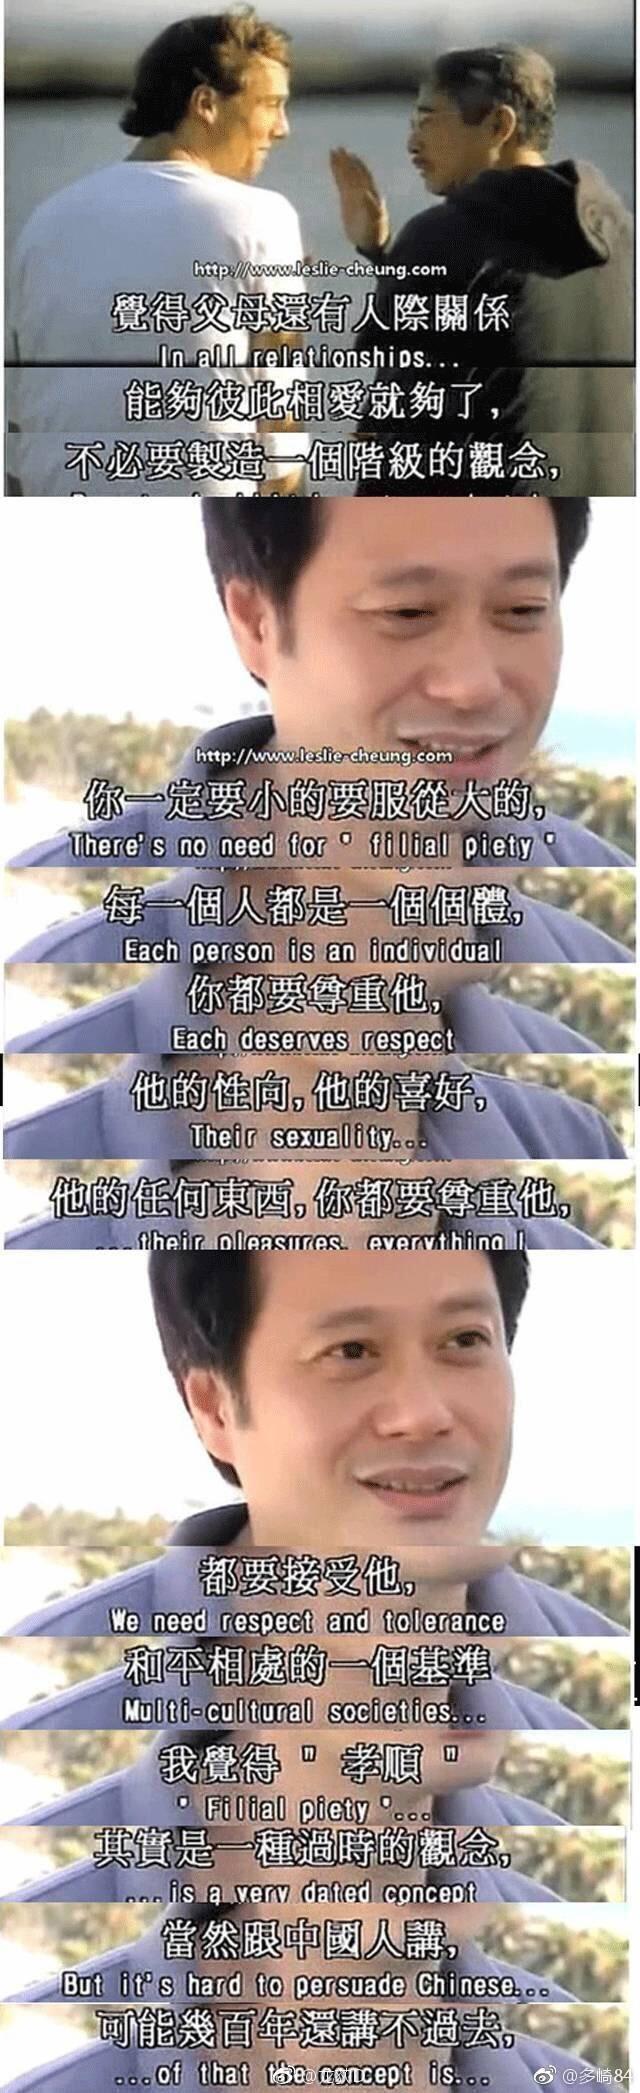 http://www.leslie-cheung.com
覺得父母還有人際關係
In all relationships...
能夠彼此相愛就夠了，
不必要製造一個階級的觀念，
http://www.leslie-cheung.com
你一定要小的要服從大的，
There's no need for " filial piety "
每一個人都是一個個體，
Each person is an individual
你都要尊重他，
Each deserves respect
他的性向，他的喜好，
Their sexuality...
他的任何東西，你都要尊重他，
...their pleasures, everything!
都要接受他，
We need respect and tolerance
和平相處的一個基準
Multi-cultural societies...
我覺得 " 孝順 "
" Filial piety "...
其實是一種過時的觀念，
...is a very dated concept
當然跟中國人講，
But it's hard to persuade Chinese...
可能幾百年還講不過去，
...of that the concept is...
@多崎84